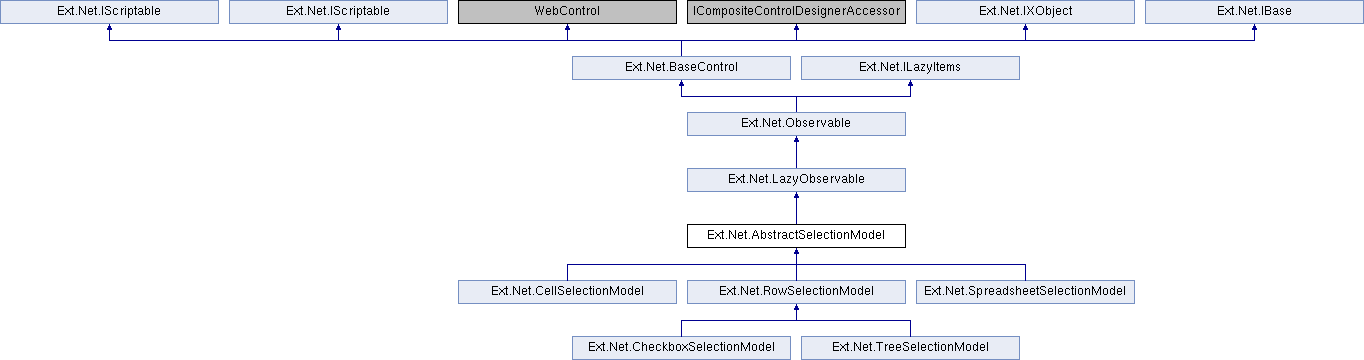 Ext.Net.IScriptable Ext.Net.IScriptable WebControl ICompositeControlDesignerAccessor Ext.Net.IXObject Ext.Net.IBase
Ext.Net.BaseControl Ext.Net.ILazyItems
Ext.Net.Observable
Ext.Net.LazyObservable
Ext.Net.AbstractSelectionModel
Ext.Net.CellSelectionModel Ext.Net.RowSelectionModel Ext.Net.SpreadsheetSelectionModel
Ext.Net.CheckboxSelectionModel Ext.Net.TreeSelectionModel